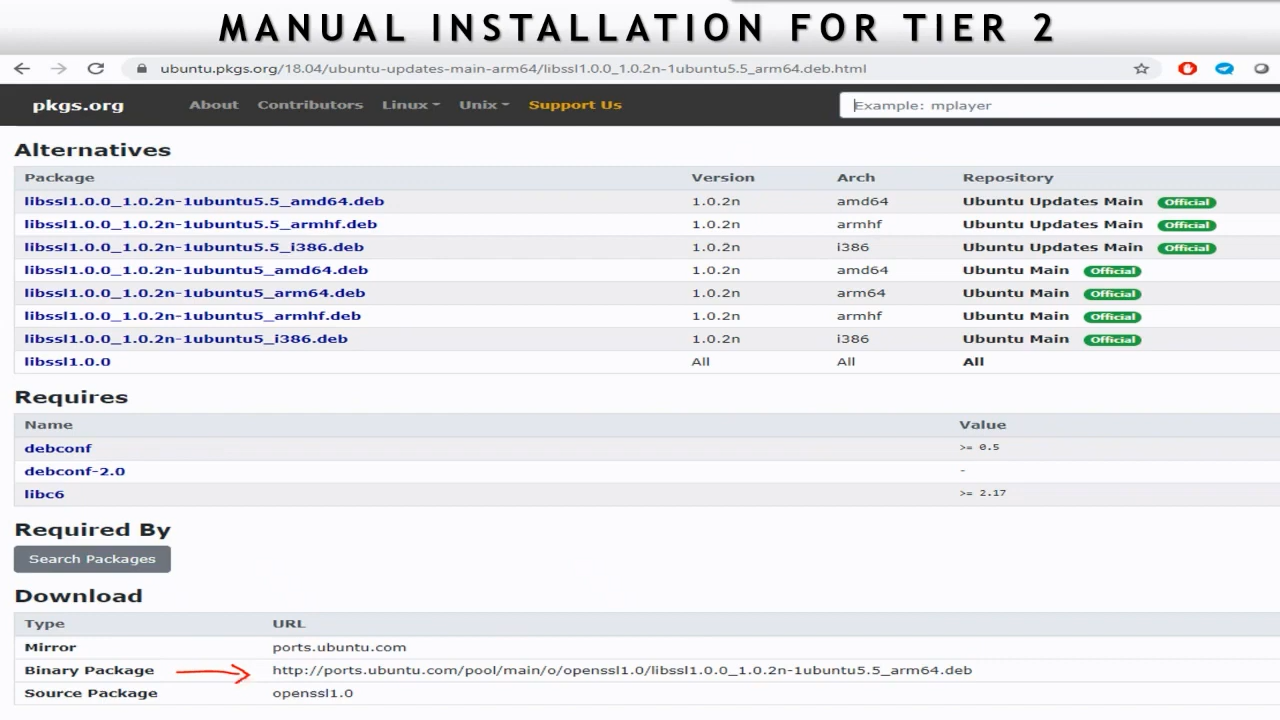 MANUAL INSTALLATION FOR TIER 2
ubuntu.pkgs.org/18.04/ubuntu-updates-main-arm64/libssl1.0.0_1.0.2n-1ubuntu5.5_arm64.deb.html
pkgs.org About Contributors Linux Unix Support Us Example: mplayer
Alternatives
Package Version Arch Repository
libssl1.0.0_1.0.2n-1ubuntu5.5_amd64.deb 1.0.2n amd64 Ubuntu Updates Main Official
libssl1.0.0_1.0.2n-1ubuntu5.5_armhf.deb 1.0.2n armhf Ubuntu Updates Main Official
libssl1.0.0_1.0.2n-1ubuntu5.5_i386.deb 1.0.2n i386 Ubuntu Updates Main Official
libssl1.0.0_1.0.2n-1ubuntu5_amd64.deb 1.0.2n amd64 Ubuntu Main Official
libssl1.0.0_1.0.2n-1ubuntu5_arm64.deb 1.0.2n arm64 Ubuntu Main Official
libssl1.0.0_1.0.2n-1ubuntu5_armhf.deb 1.0.2n armhf Ubuntu Main Official
libssl1.0.0_1.0.2n-1ubuntu5_i386.deb 1.0.2n i386 Ubuntu Main Official
libssl1.0.0 All All All
Requires
Name Value
debconf >= 0.5
debconf-2.0 -
libc6 >= 2.17
Required By
Search Packages
Download
Type URL
Mirror ports.ubuntu.com
Binary Package http://ports.ubuntu.com/pool/main/o/openssl1.0/libssl1.0.0_1.0.2n-1ubuntu5.5_arm64.deb
Source Package openssl1.0